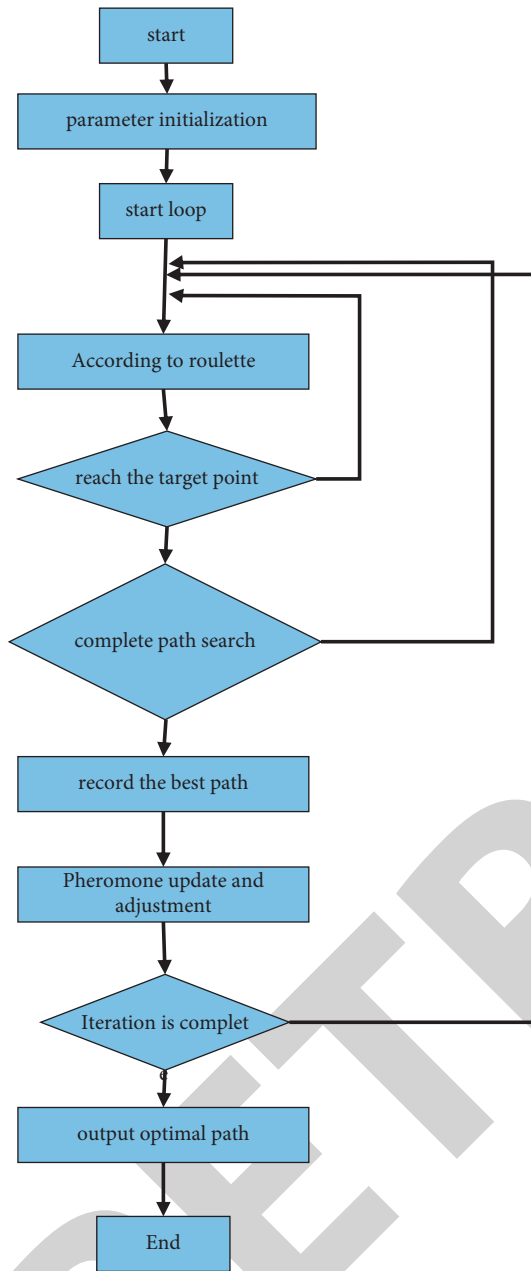 start
parameter initialization
start loop
According to roulette
reach the target point
complete path search
record the best path
Pheromone update and
adjustment
Iteration is complet
e
output optimal path
End